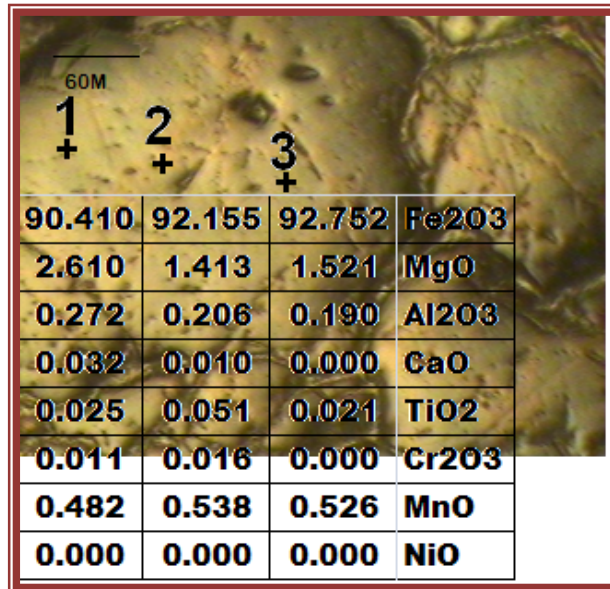 60M
1 2 3
+ + +
90.410 92.155 92.752 Fe2O3
2.610 1.413 1.521 MgO
0.272 0.206 0.190 Al2O3
0.032 0.010 0.000 CaO
0.025 0.051 0.021 TiO2
0.011 0.016 0.000 Cr2O3
0.482 0.538 0.526 MnO
0.000 0.000 0.000 NiO